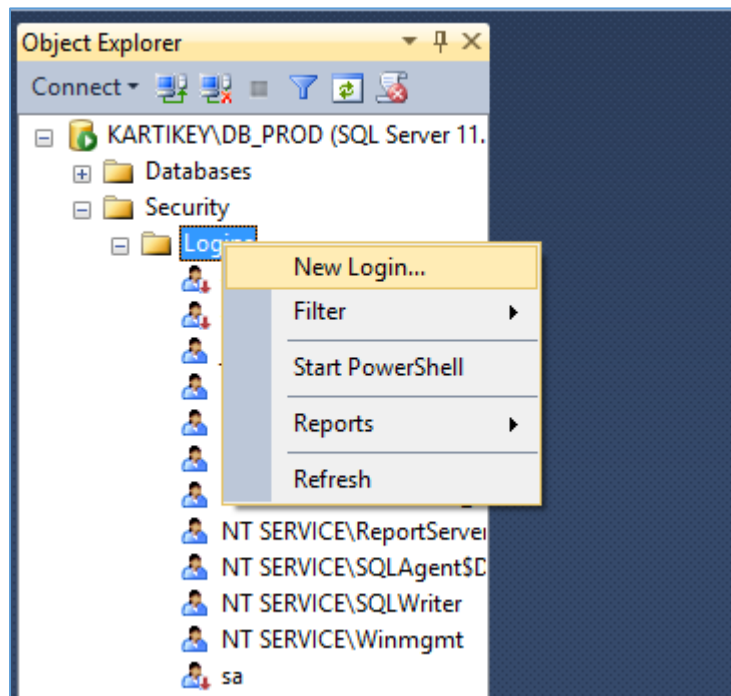 Object Explorer
Connect
KARTIKEY\DB_PROD (SQL Server 11.
Databases
Security
Logins
New Login...
Filter
Start PowerShell
Reports
Refresh
NT SERVICE\ReportServer
NT SERVICE\SQLAgent$D
NT SERVICE\SQLWriter
NT SERVICE\Winmgmt
sa